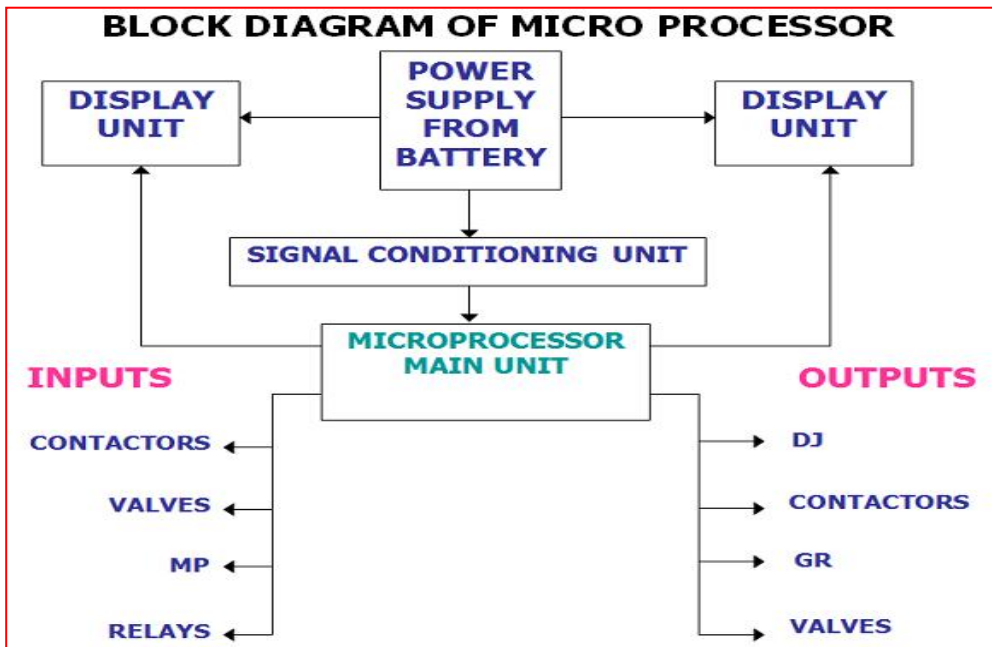 BLOCK DIAGRAM OF MICRO PROCESSOR
DISPLAY
UNIT
POWER
SUPPLY
FROM
BATTERY
DISPLAY
UNIT
SIGNAL CONDITIONING UNIT
MICROPROCESSOR
MAIN UNIT
INPUTS
CONTACTORS
VALVES
MP
RELAYS
OUTPUTS
DJ
CONTACTORS
GR
VALVES